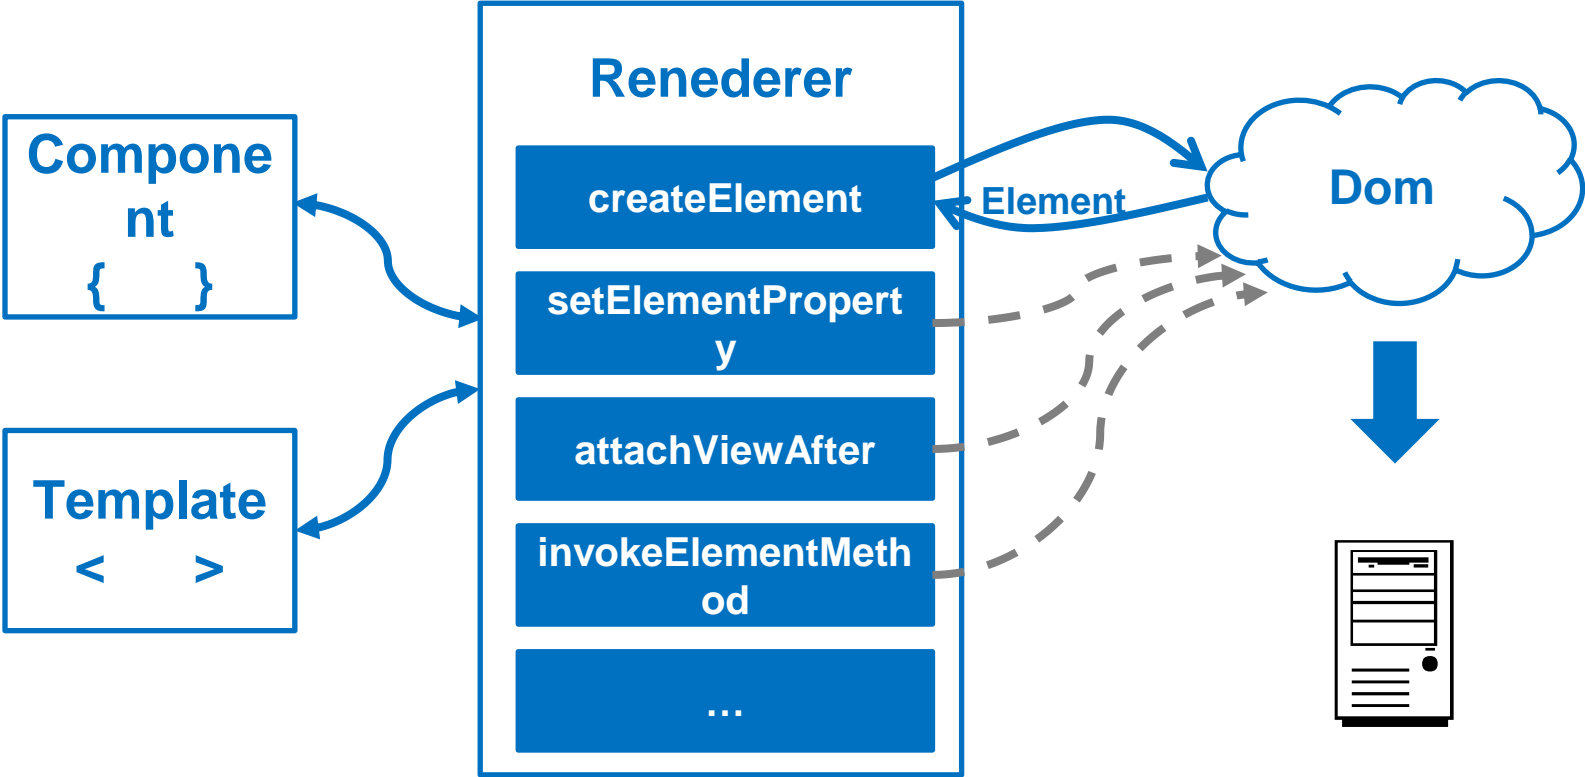 Compone
nt
{ }
Template
< >
Renederer
createElement
setElementPropert
y
attachViewAfter
invokeElementMeth
od
…
Element
Dom